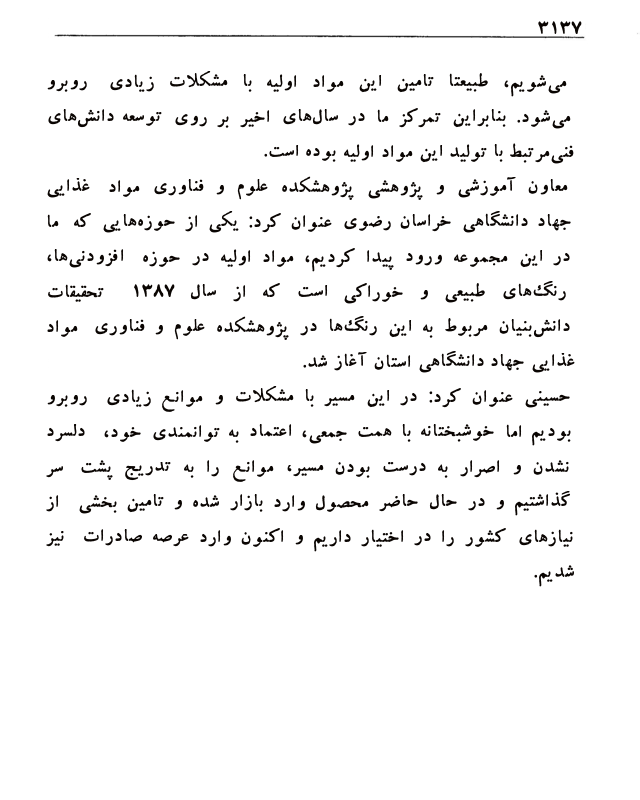 ۳۱۳۷
می‌شویم، طبیعتا تامین این مواد اولیه با مشکلات زیادی روبرو
می‌شود. بنابراین تمرکز ما در سال‌های اخیر بر روی توسعه دانش‌های
فنی‌مرتبط با تولید این مواد اولیه بوده است.
معاون آموزشی و پژوهشی پژوهشکده علوم و فناوری مواد غذایی
جهاد دانشگاهی خراسان رضوی عنوان کرد: یکی از حوزه‌هایی که ما
در این مجموعه ورود پیدا کردیم، مواد اولیه در حوزه افزودنی‌ها،
رنگ‌های طبیعی و خوراکی است که از سال ۱۳۸۷ تحقیقات
دانش‌بنیان مربوط به این رنگ‌ها در پژوهشکده علوم و فناوری مواد
غذایی جهاد دانشگاهی استان آغاز شد.
حسینی عنوان کرد: در این مسیر با مشکلات و موانع زیادی روبرو
بودیم اما خوشبختانه با همت جمعی، اعتماد به توانمندی خود، دلسرد
نشدن و اصرار به درست بودن مسیر، موانع را به تدریج پشت سر
گذاشتیم و در حال حاضر محصول وارد بازار شده و تامین بخشی از
نیازهای کشور را در اختیار داریم و اکنون وارد عرصه صادرات نیز
شدیم.